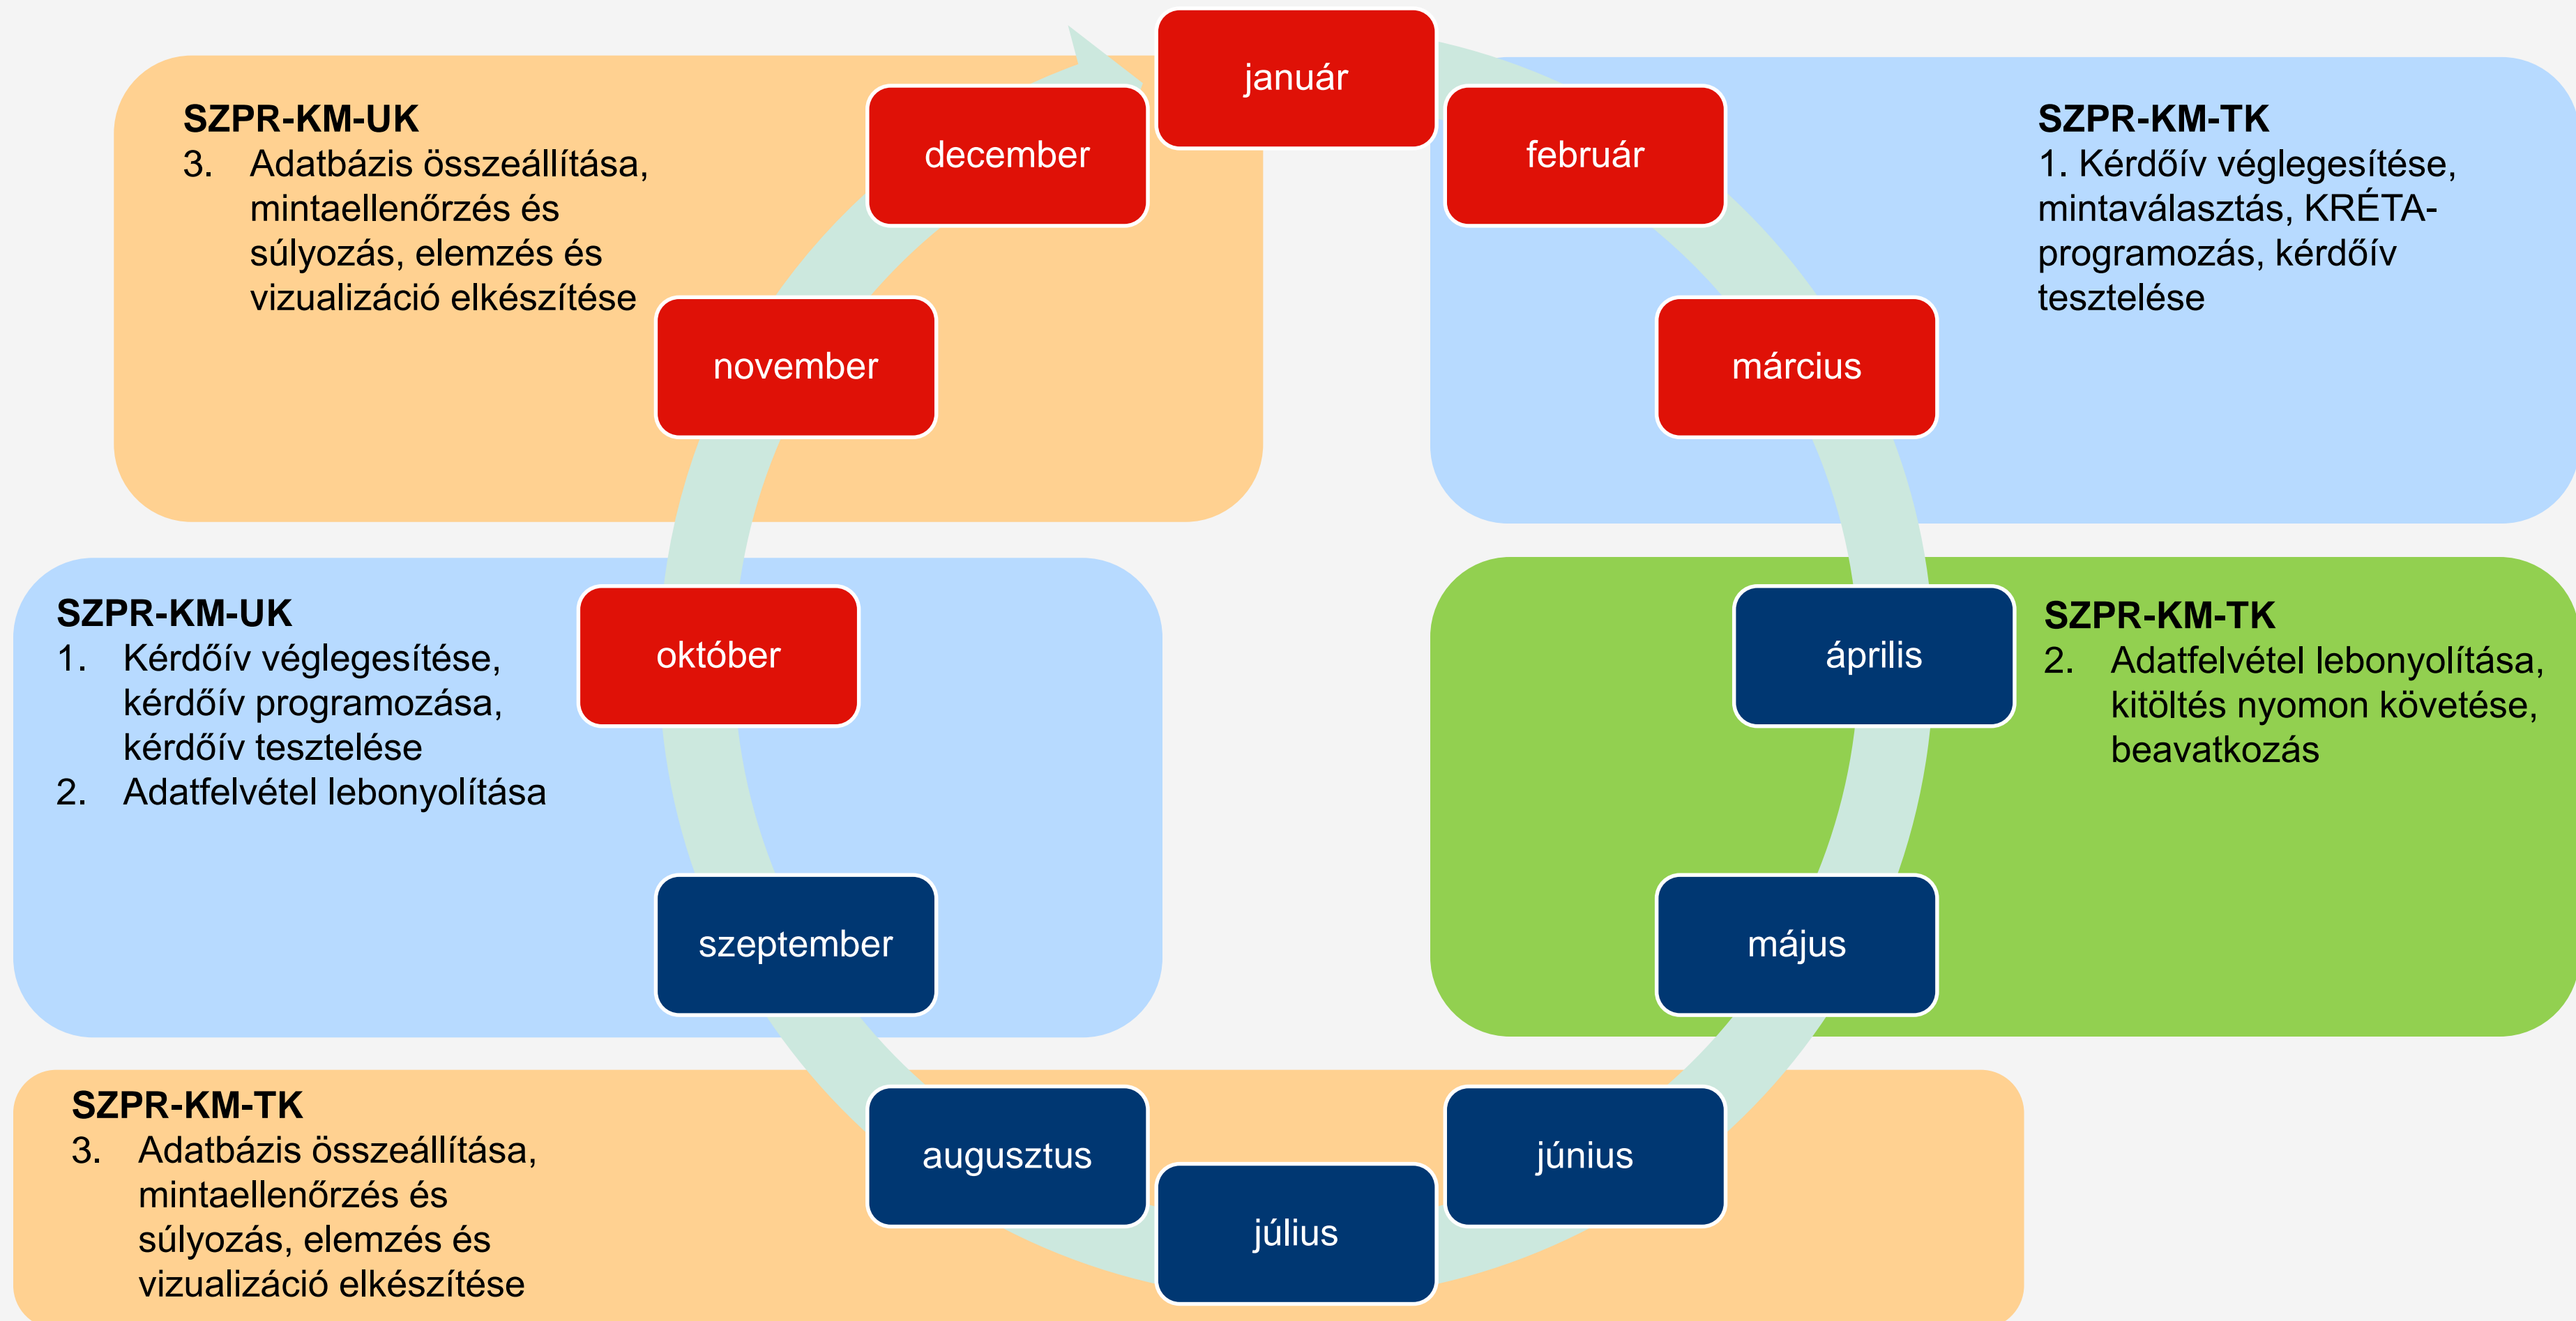 január
december
február
november
március
október
április
szeptember
május
augusztus
június
július
SZPR-KM-UK
3. Adatbázis összeállítása,
mintaellenőrzés és
súlyozás, elemzés és
vizualizáció elkészítése
SZPR-KM-TK
1. Kérdőív véglegesítése,
mintaválasztás, KRÉTA-
programozás, kérdőív
tesztelése
SZPR-KM-UK
1. Kérdőív véglegesítése,
kérdőív programozása,
kérdőív tesztelése
2. Adatfelvétel lebonyolítása
SZPR-KM-TK
2. Adatfelvétel lebonyolítása,
kitöltés nyomon követése,
beavatkozás
SZPR-KM-TK
3. Adatbázis összeállítása,
mintaellenőrzés és
súlyozás, elemzés és
vizualizáció elkészítése